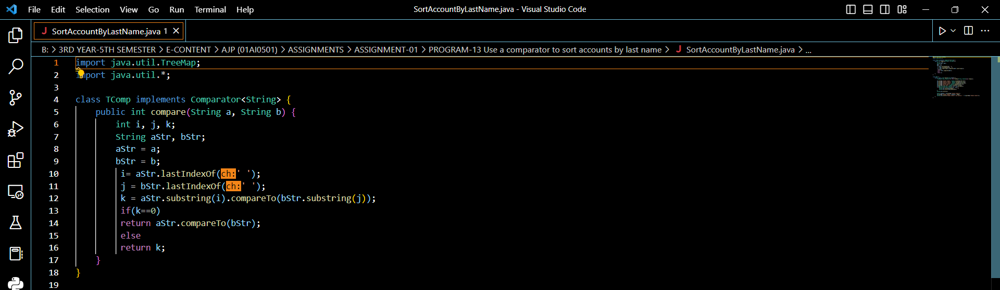 File Edit Selection View Go Run Terminal Help SortAccountByLastName.java - Visual Studio Code
J SortAccountByLastName.java 1
B: > 3RD YEAR-5TH SEMESTER > E-CONTENT > AJP (01AI0501) > ASSIGNMENTS > ASSIGNMENT-01 > PROGRAM-13 Use a comparator to sort accounts by last name > J SortAccountByLastName.java > ...
1 import java.util.TreeMap;
2 import java.util.*;
3
4 class TComp implements Comparator<String> {
5 public int compare(String a, String b) {
6 int i, j, k;
7 String aStr, bStr;
8 aStr = a;
9 bStr = b;
10 i= aStr.lastIndexOf(ch:' ');
11 j = bStr.lastIndexOf(ch:' ');
12 k = aStr.substring(i).compareTo(bStr.substring(j));
13 if(k==0)
14 return aStr.compareTo(bStr);
15 else
16 return k;
17 }
18 }
19